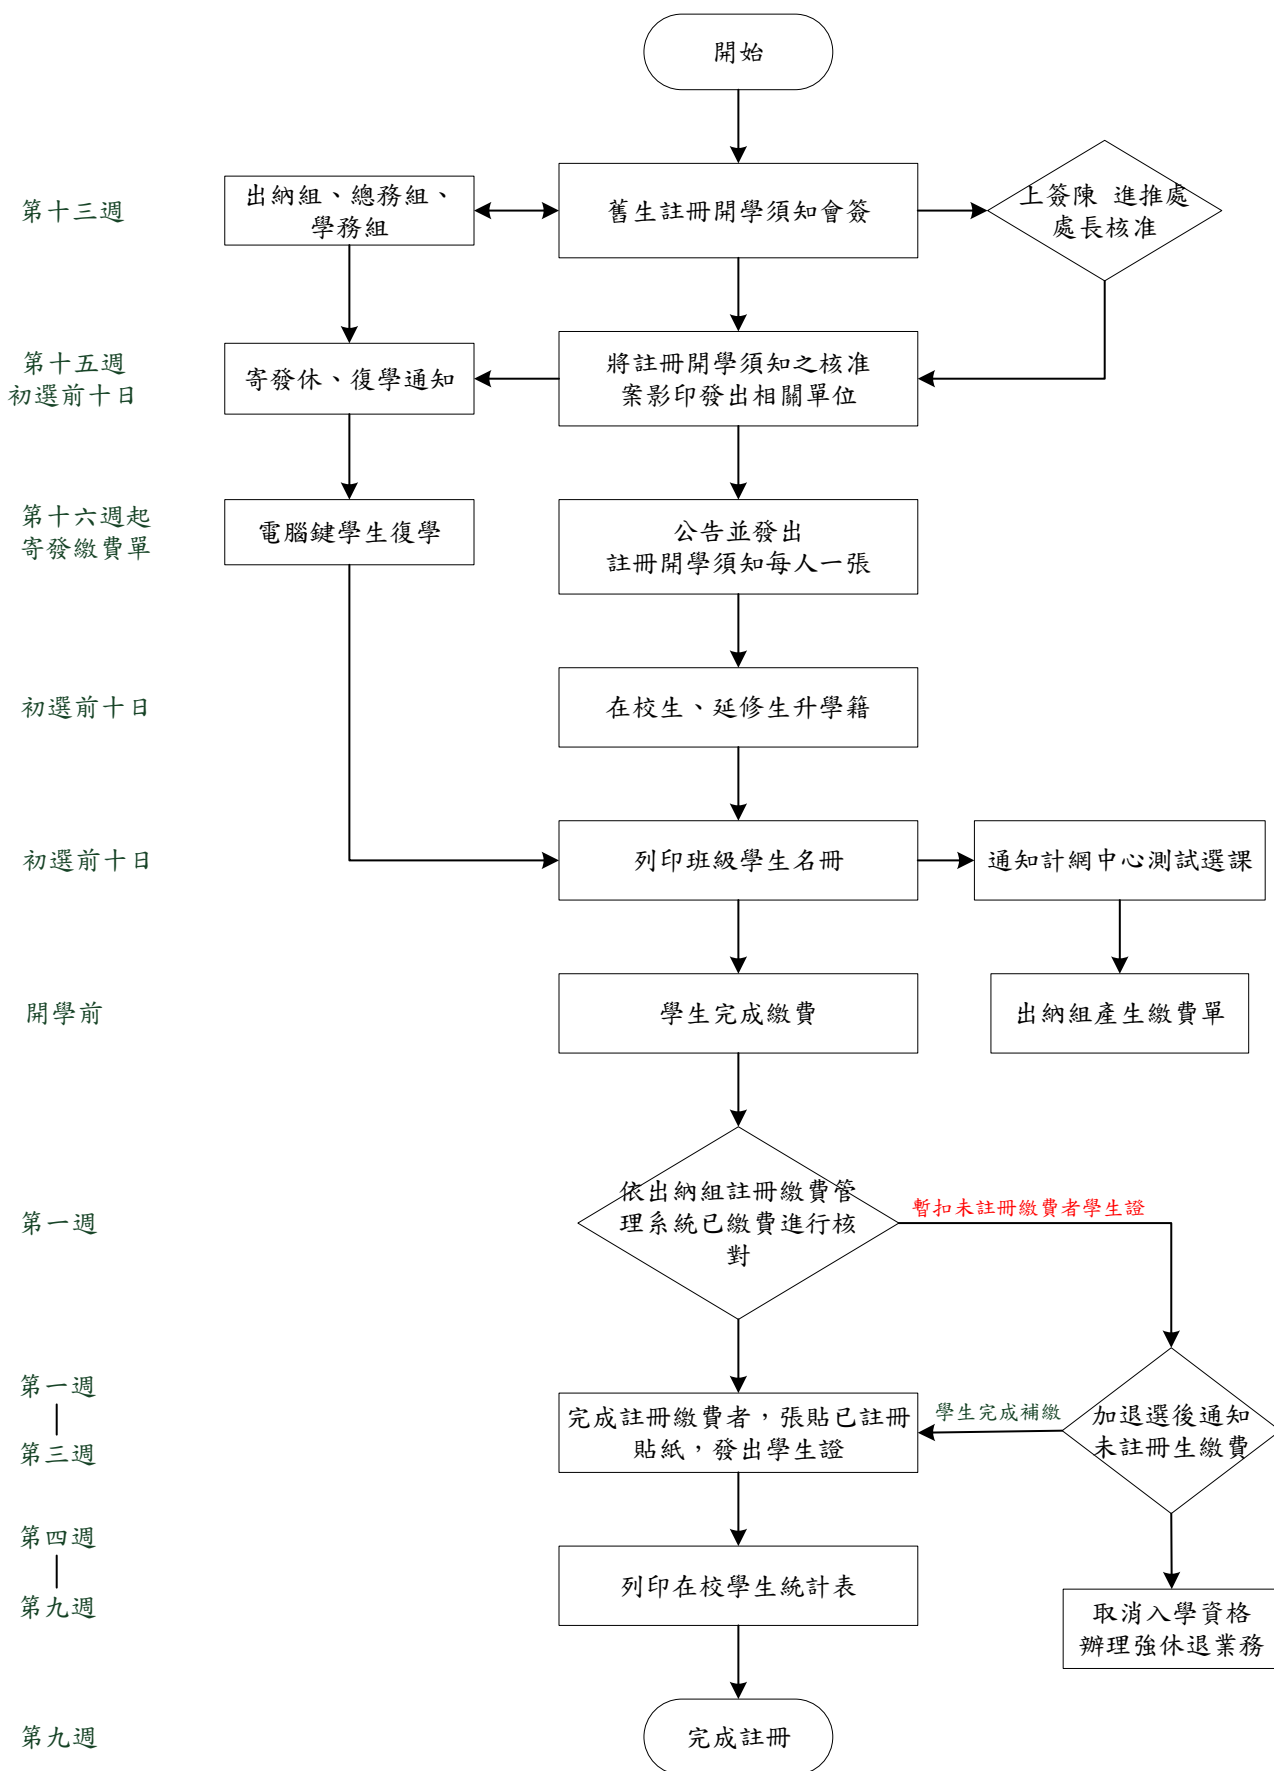 開始
第十三週
出納組、總務組、
學務組
舊生註冊開學須知會簽
上簽陳 進推處
處長核准
第十五週
初選前十日
寄發休、復學通知
將註冊開學須知之核准
案影印發出相關單位
第十六週起
寄發繳費單
電腦鍵學生復學
公告並發出
註冊開學須知每人一張
初選前十日
在校生、延修生升學籍
初選前十日
列印班級學生名冊
通知計網中心測試選課
開學前
學生完成繳費
出納組產生繳費單
第一週
依出納組註冊繳費管
理系統已繳費進行核
對
暫扣未註冊繳費者學生證
第一週
第三週
完成註冊繳費者，張貼已註冊
貼紙，發出學生證
學生完成補繳
加退選後通知
未註冊生繳費
第四週
第九週
列印在校學生統計表
取消入學資格
辦理強休退業務
第九週
完成註冊